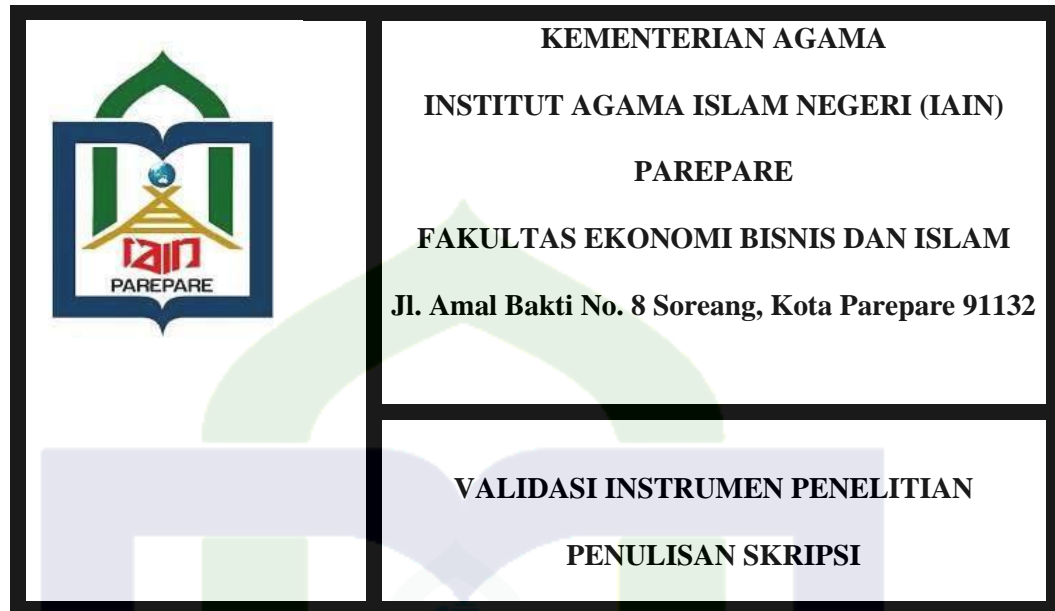 iain
PAREPARE
KEMENTERIAN AGAMA
INSTITUT AGAMA ISLAM NEGERI (IAIN)
PAREPARE
FAKULTAS EKONOMI BISNIS DAN ISLAM
Jl. Amal Bakti No. 8 Soreang, Kota Parepare 91132
VALIDASI INSTRUMEN PENELITIAN
PENULISAN SKRIPSI